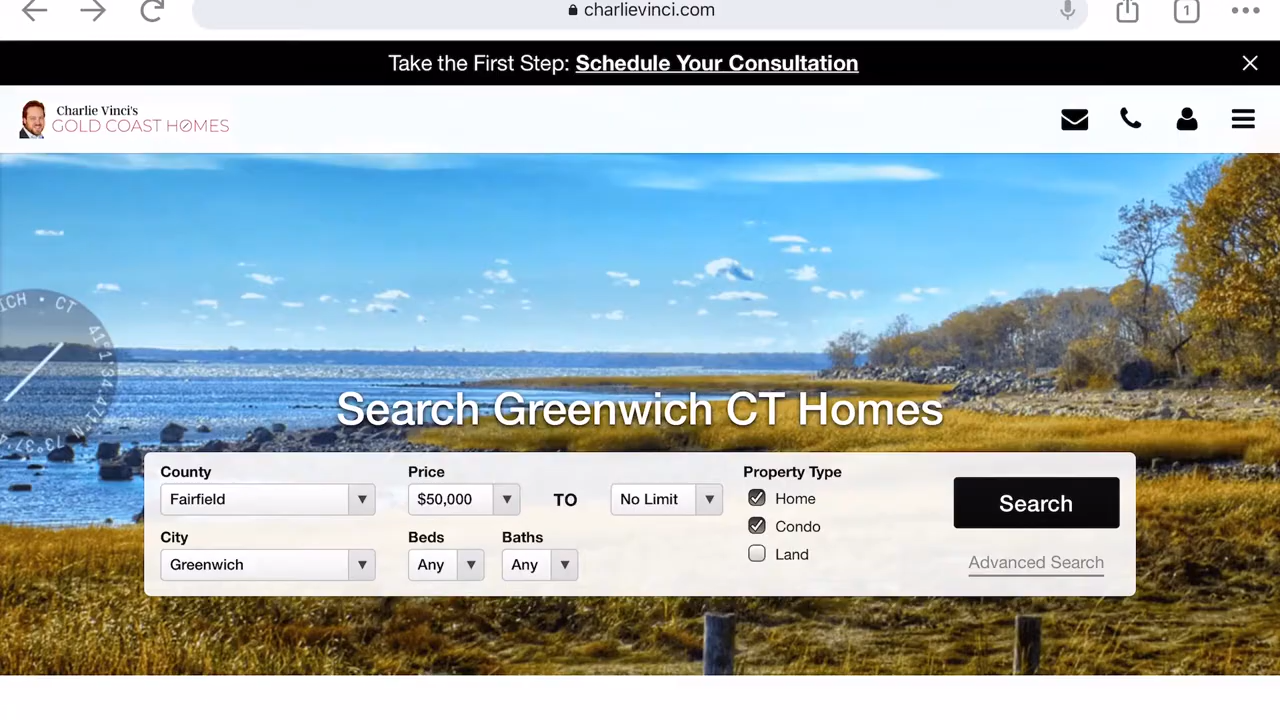 charlievinci.com
1
Take the First Step: Schedule Your Consultation
Charlie Vinci's
GOLD COAST HOMES
Search Greenwich CT Homes
County
Price
Property Type
Fairfield
$50,000
TO
No Limit
Home
Search
City
Beds
Baths
Condo
Greenwich
Any
Any
Land
Advanced Search